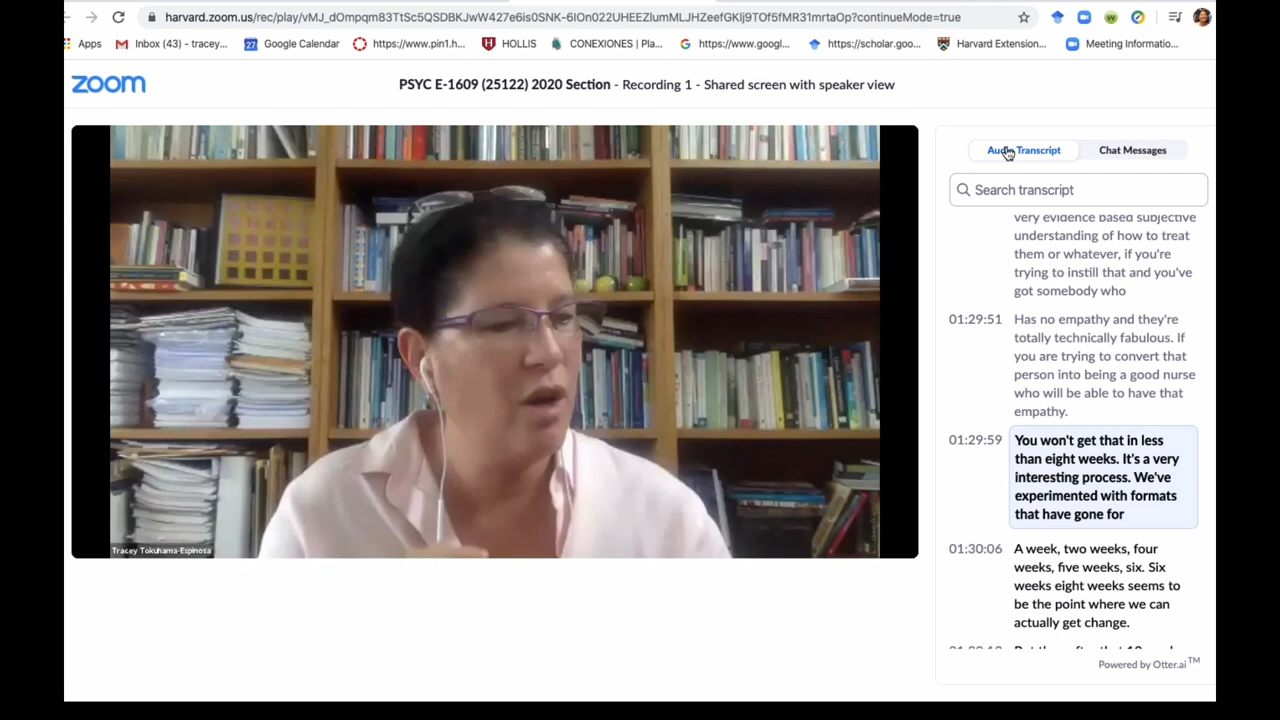 harvard.zoom.us/rec/play/vMJ_dOmpqm83TtSc5QSDBKJwW427e6is0SNK-6IOn022UHEEZlumMLJHZeefGKlj9TOf5fMR31mrtaOp?continueMode=true
Apps Inbox (43) - tracey... 27 Google Calendar https://www.pin1.h... HOLLIS CONEXIONES | Pla... https://www.googl... https://scholar.goo... Harvard Extension... Meeting Informatio...
zoom
PSYC E-1609 (25122) 2020 Section - Recording 1 - Shared screen with speaker view
Audio Transcript Chat Messages
Search transcript
very evidence based subjective
understanding of how to treat
them or whatever, if you're
trying to instill that and you've
got somebody who
01:29:51 Has no empathy and they're
totally technically fabulous. If
you are trying to convert that
person into being a good nurse
who will be able to have that
empathy.
01:29:59 You won't get that in less
than eight weeks. It's a very
interesting process. We've
experimented with formats
that have gone for
01:30:06 A week, two weeks, four
weeks, five weeks, six. Six
weeks eight weeks seems to
be the point where we can
actually get change.
Powered by Otter.ai™
Tracey Tokuhama-Espinosa